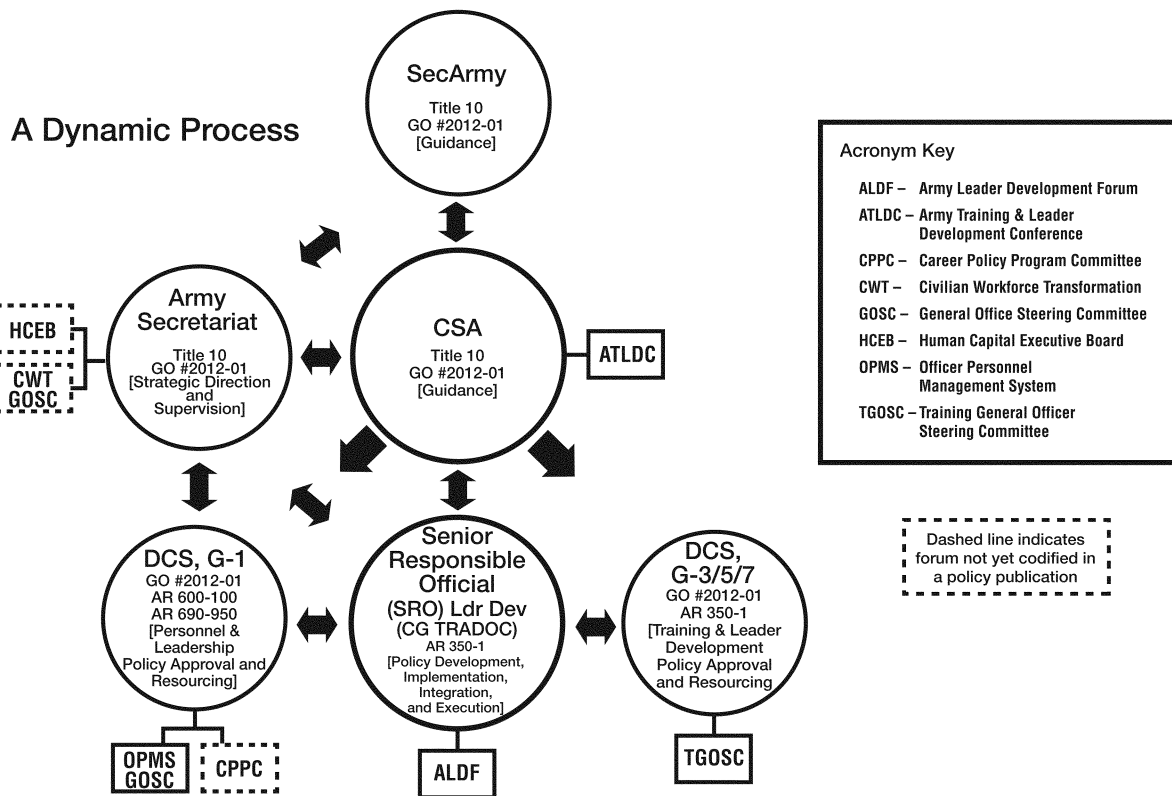 A Dynamic Process
SecArmy
Title 10
GO #2012-01
[Guidance]
Army
Secretariat
Title 10
GO #2012-01
[Strategic Direction
and
Supervision]
HCEB
CWT
GOSC
CSA
Title 10
GO #2012-01
[Guidance]
ATLDC
DCS, G-1
GO #2012-01
AR 600-100
AR 690-950
[Personnel &
Leadership
Policy Approval and
Resourcing]
OPMS
GOSC
CPPC
Senior
Responsible
Official
(SRO) Ldr Dev
(CG TRADOC)
AR 350-1
[Policy Development,
Implementation,
Integration,
and Execution]
ALDF
DCS,
G-3/5/7
GO #2012-01
AR 350-1
[Training & Leader
Development
Policy Approval
and Resourcing
TGOSC
Acronym Key
ALDF – Army Leader Development Forum
ATLDC – Army Training & Leader
Development Conference
CPPC – Career Policy Program Committee
CWT – Civilian Workforce Transformation
GOSC – General Office Steering Committee
HCEB – Human Capital Executive Board
OPMS – Officer Personnel
Management System
TGOSC – Training General Officer
Steering Committee
Dashed line indicates
forum not yet codified in
a policy publication